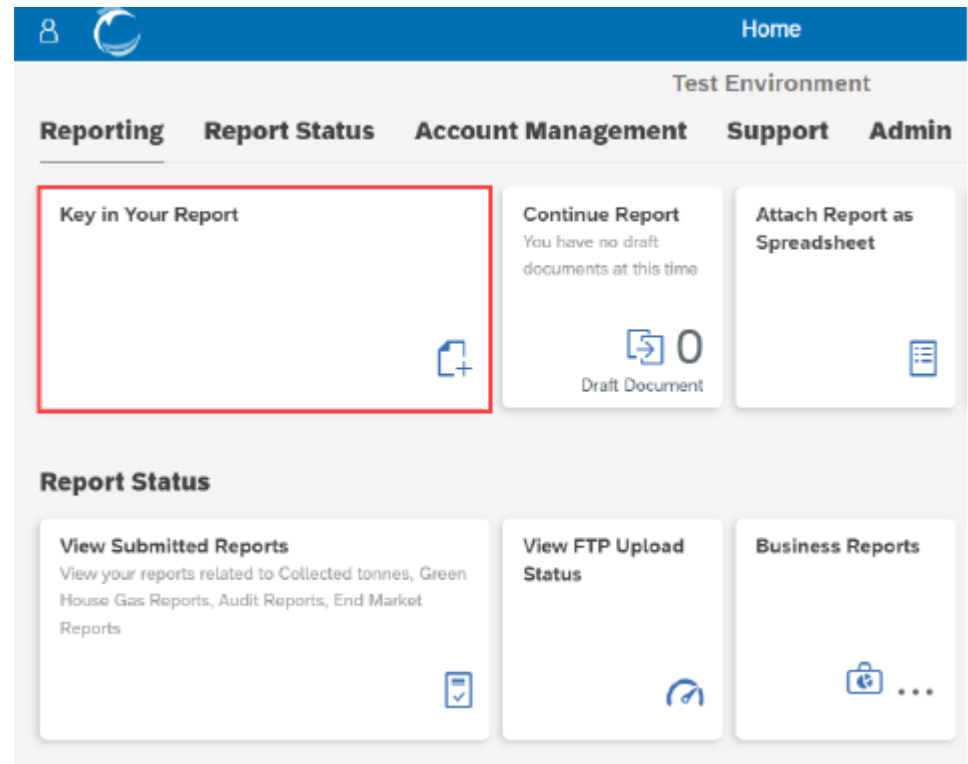 Home
Test Environment
Reporting Report Status Account Management Support Admin
Key in Your Report
Continue Report
You have no draft
documents at this time
0
Draft Document
Attach Report as
Spreadsheet
Report Status
View Submitted Reports
View your reports related to Collected tonnes, Green
House Gas Reports, Audit Reports, End Market
Reports
View FTP Upload
Status
Business Reports
...